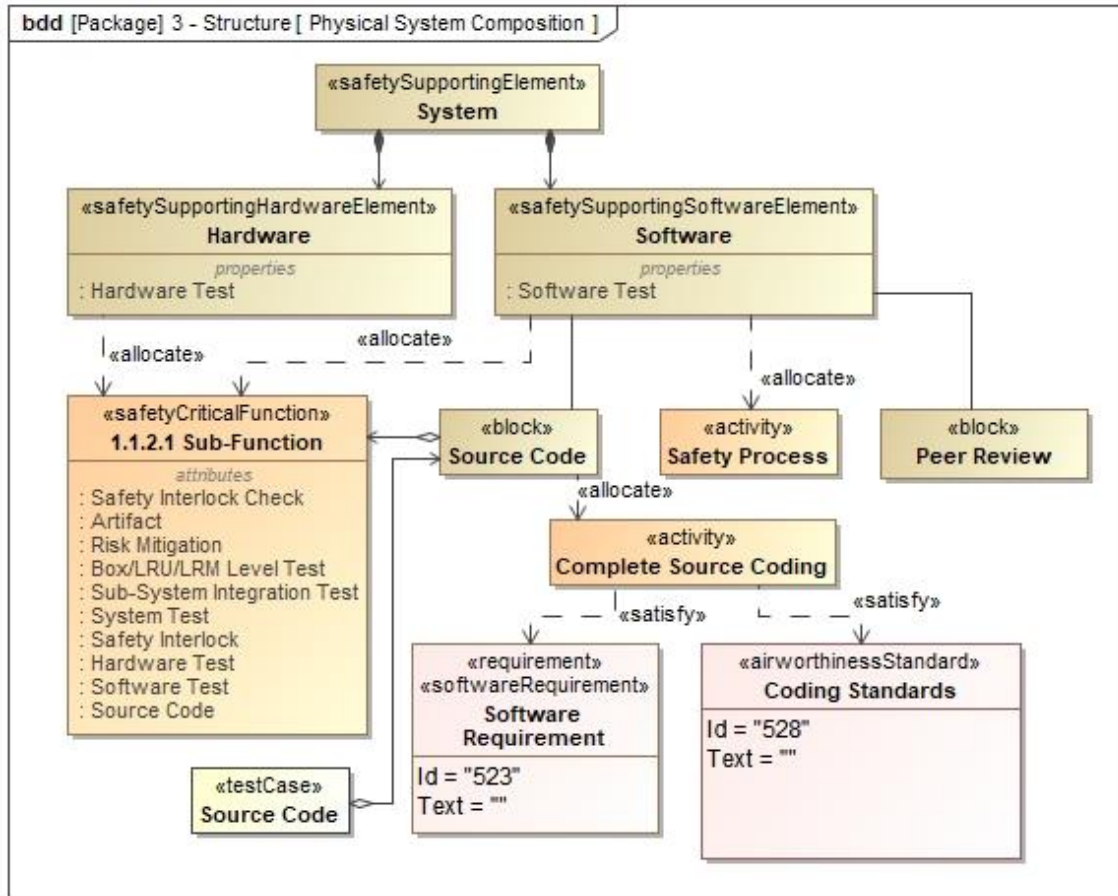 bdd [Package] 3 - Structure [ Physical System Composition ]
«safetySupportingElement»
System
«safetySupportingHardwareElement»
Hardware
properties
: Hardware Test
«safetySupportingSoftwareElement»
Software
properties
: Software Test
«allocate»
«allocate»
«allocate»
«safetyCriticalFunction»
1.1.2.1 Sub-Function
attributes
: Safety Interlock Check
: Artifact
: Risk Mitigation
: Box/LRU/LRM Level Test
: Sub-System Integration Test
: System Test
: Safety Interlock
: Hardware Test
: Software Test
: Source Code
«block»
Source Code
«activity»
Safety Process
«block»
Peer Review
«allocate»
«activity»
Complete Source Coding
«satisfy»
«satisfy»
«requirement»
«softwareRequirement»
Software
Requirement
Id = "523"
Text = ""
«airworthinessStandard»
Coding Standards
Id = "528"
Text = ""
«testCase»
Source Code